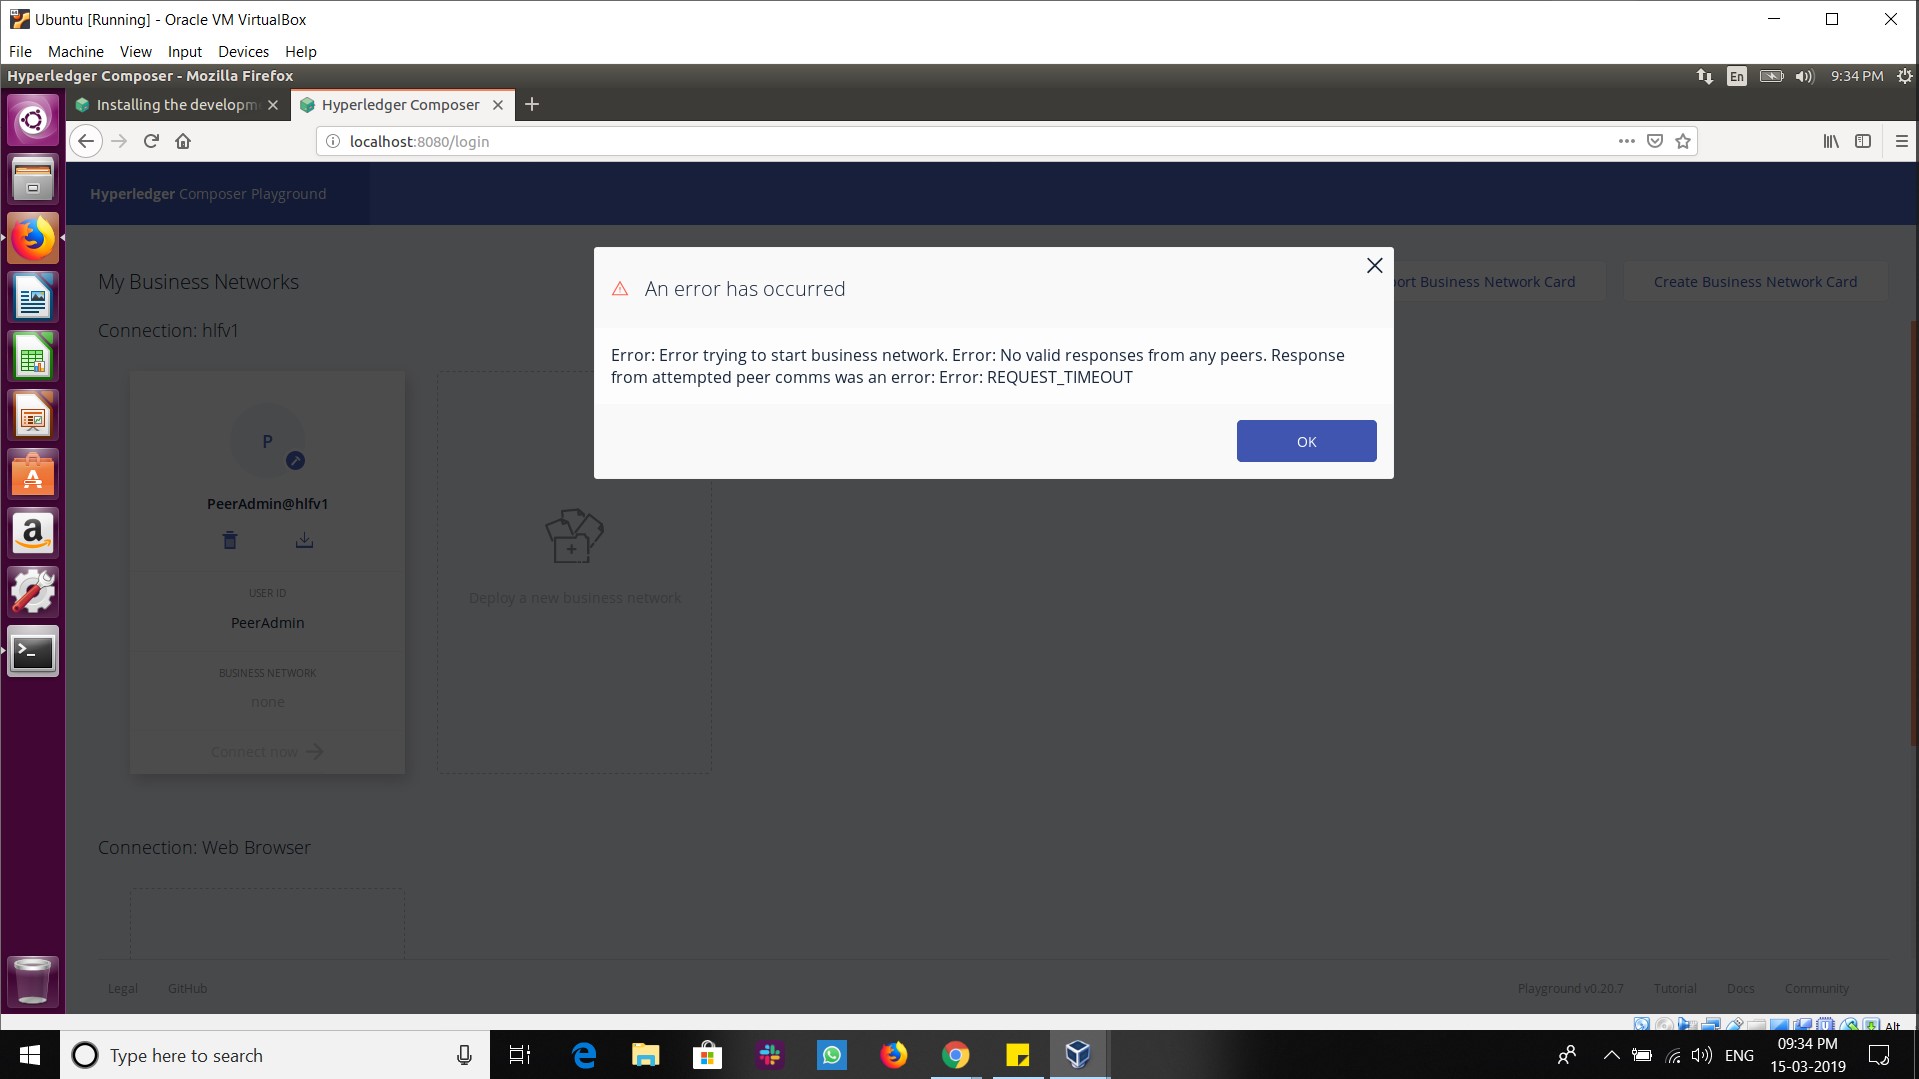 Ubuntu [Running] - Oracle VM VirtualBox
File Machine View Input Devices Help
Hyperledger Composer - Mozilla Firefox
En 9:34 PM
Installing the developm
Hyperledger Composer
localhost:8080/login
Hyperledger Composer Playground
My Business Networks
ort Business Network Card
Create Business Network Card
Connection: hlfv1
An error has occurred
Error: Error trying to start business network. Error: No valid responses from any peers. Response
from attempted peer comms was an error: Error: REQUEST_TIMEOUT
OK
P
PeerAdmin@hlfv1
USER ID
PeerAdmin
BUSINESS NETWORK
none
Connect now
Deploy a new business network
Connection: Web Browser
Legal GitHub
Playground v0.20.7 Tutorial Docs Community
Alt
Type here to search
ENG
09:34 PM
15-03-2019